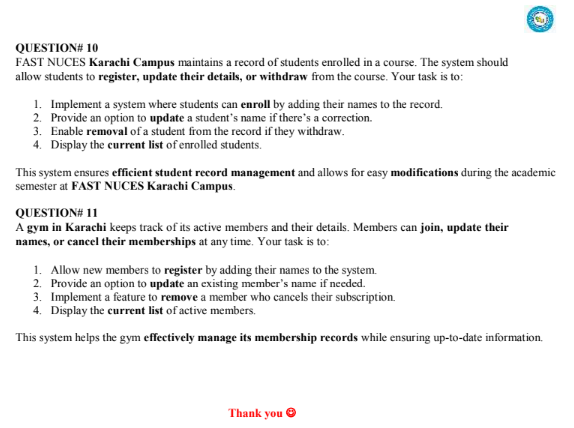 QUESTION# 10
FAST NUCES Karachi Campus maintains a record of students enrolled in a course. The system should
allow students to register, update their details, or withdraw from the course. Your task is to:
1. Implement a system where students can enroll by adding their names to the record.
2. Provide an option to update a student's name if there's a correction.
3. Enable removal of a student from the record if they withdraw.
4. Display the current list of enrolled students.
This system ensures efficient student record management and allows for easy modifications during the academic
semester at FAST NUCES Karachi Campus.
QUESTION# 11
A gym in Karachi keeps track of its active members and their details. Members can join, update their
names, or cancel their memberships at any time. Your task is to:
1. Allow new members to register by adding their names to the system.
2. Provide an option to update an existing member's name if needed.
3. Implement a feature to remove a member who cancels their subscription.
4. Display the current list of active members.
This system helps the gym effectively manage its membership records while ensuring up-to-date information.
Thank you ☺